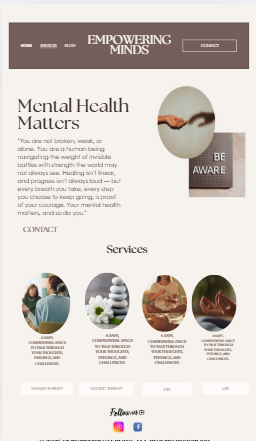 HOME SERVICES BLOG
EMPOWERING
MINDS
CONTACT
Mental Health
Matters
"You are not broken, weak, or
alone. You are a human being
navigating the weight of invisible
battles with strength the world may
not always see. Healing isn't linear,
and progress isn't always loud — but
every breath you take, every step
you choose to keep going, is proof
of your courage. Your mental health
matters, and so do you."
BE
AWARE
CONTACT
Services
A SAFE,
CONFIDENTIAL SPACE
TO TALK THROUGH
YOUR THOUGHTS,
FEELINGS, AND
CHALLENGES.
A SAFE,
CONFIDENTIAL SPACE
TO TALK THROUGH
YOUR THOUGHTS,
FEELINGS, AND
CHALLENGES.
A SAFE,
CONFIDENTIAL SPACE
TO TALK THROUGH
YOUR THOUGHTS,
FEELINGS, AND
CHALLENGES.
A SAFE,
CONFIDENTIAL SPACE
TO TALK THROUGH
YOUR THOUGHTS,
FEELINGS, AND
CHALLENGES.
THERAPY
THERAPY
Follow us